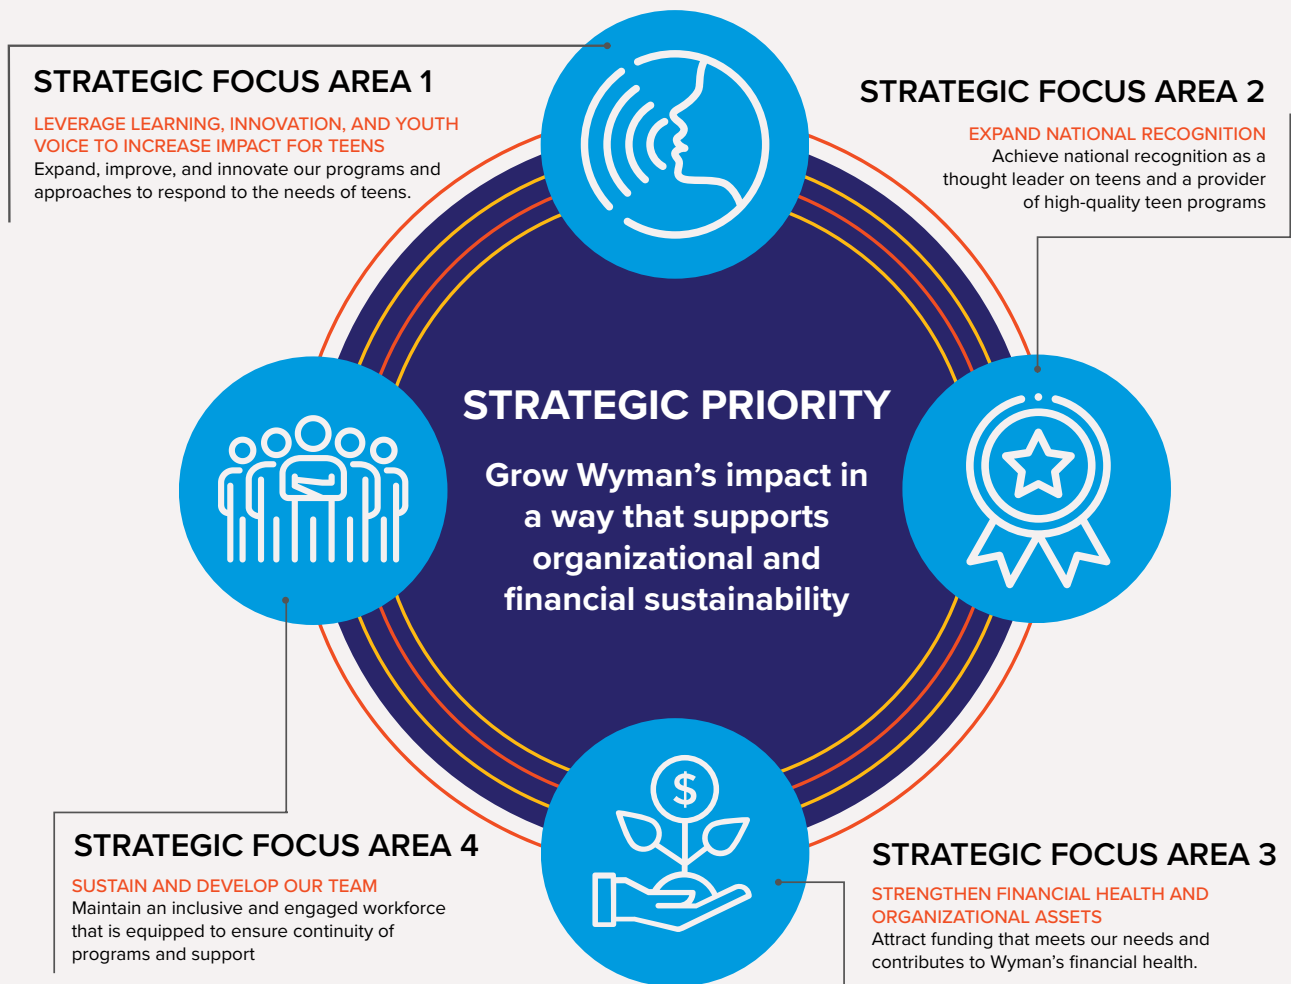 STRATEGIC FOCUS AREA 1
LEVERAGE LEARNING, INNOVATION, AND YOUTH
VOICE TO INCREASE IMPACT FOR TEENS
Expand, improve, and innovate our programs and
approaches to respond to the needs of teens.
STRATEGIC FOCUS AREA 2
EXPAND NATIONAL RECOGNITION
Achieve national recognition as a
thought leader on teens and a provider
of high-quality teen programs
STRATEGIC PRIORITY
Grow Wyman’s impact in
a way that supports
organizational and
financial sustainability
$
STRATEGIC FOCUS AREA 4
SUSTAIN AND DEVELOP OUR TEAM
Maintain an inclusive and engaged workforce
that is equipped to ensure continuity of
programs and support
STRATEGIC FOCUS AREA 3
STRENGTHEN FINANCIAL HEALTH AND
ORGANIZATIONAL ASSETS
Attract funding that meets our needs and
contributes to Wyman’s financial health.